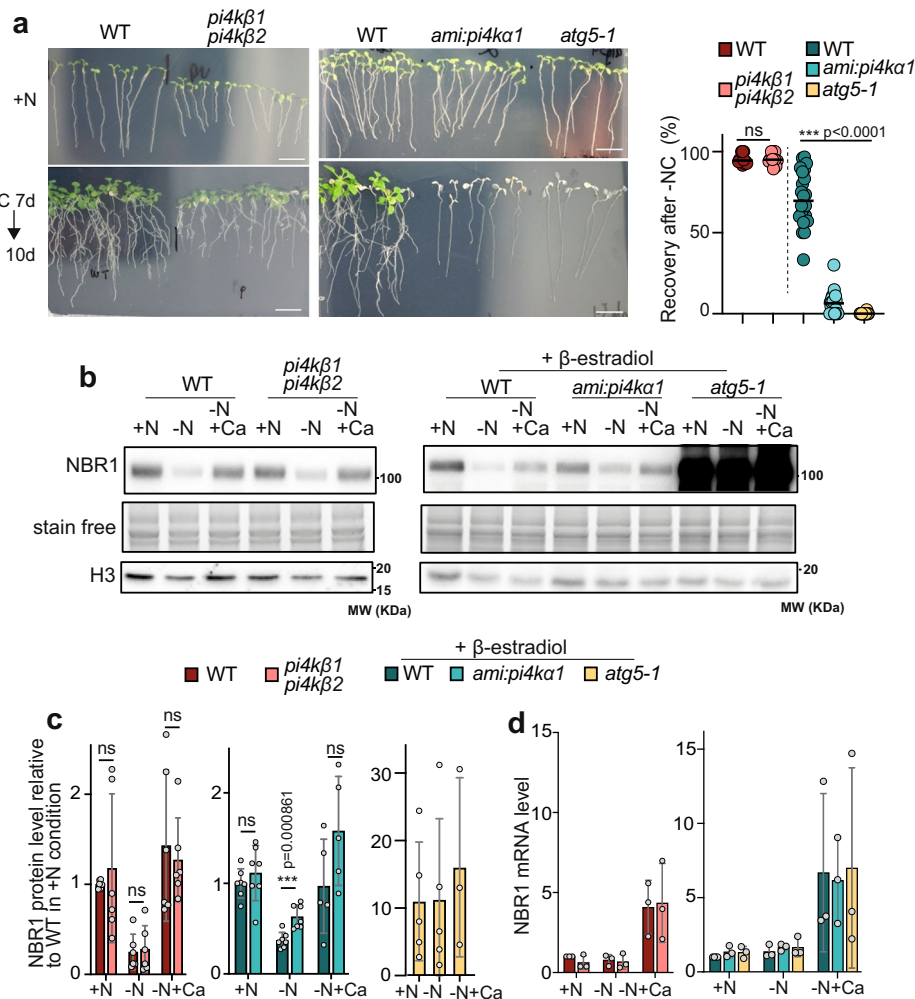 a
WT
pi4kβ1
pi4kβ2
WT
ami:pi4kα1
atg5-1
+N
C 7d
10d
WT
P
WT
pi4kβ1
pi4kβ2
WT
ami:pi4kα1
atg5-1
Recovery after -NC (%)
ns
*** p<0.0001
100
50
0
b
WT
pi4kβ1
pi4kβ2
+ β-estradiol
WT
ami:pi4kα1
atg5-1
+N
-N
-N
+Ca
+N
-N
-N
+Ca
+N
-N
-N
+Ca
+N
-N
-N
+Ca
+N
-N
-N
+Ca
NBR1
100
100
stain free
H3
20
15
20
MW (KDa)
MW (KDa)
+ β-estradiol
WT
pi4kβ1
pi4kβ2
WT
ami:pi4kα1
atg5-1
c
NBR1 protein level relative
to WT in +N condition
2
1
0
ns
ns
ns
+N
-N
-N+Ca
2
1
0
ns
***
p=0.000861
ns
+N
-N
-N+Ca
30
20
10
0
+N
-N
-N+Ca
d
NBR1 mRNA level
15
10
5
0
+N
-N
-N+Ca
15
10
5
0
+N
-N
-N+Ca